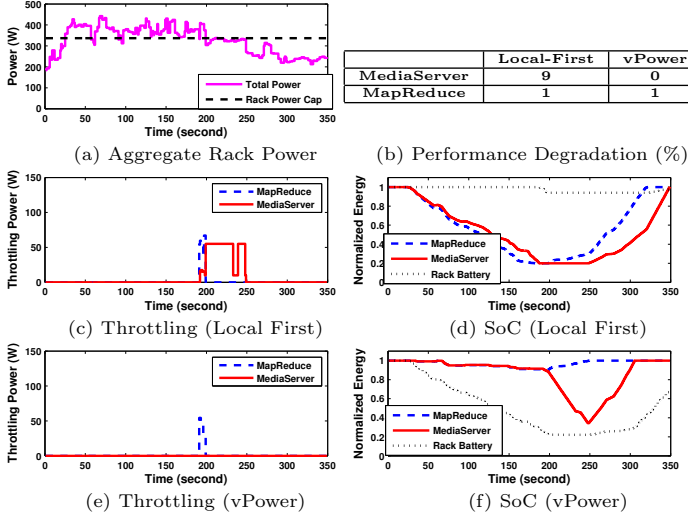 500
400
300
200
100
0
Power (W)
Total Power
Rack Power Cap
0 50 100 150 200 250 300 350
Time (second)
(a) Aggregate Rack Power
Local-First vPower
MediaServer 9 0
MapReduce 1 1
(b) Performance Degradation (%)
150
100
50
0
Throttling Power (W)
MapReduce
MediaServer
0 50 100 150 200 250 300 350
Time (second)
(c) Throttling (Local First)
1
0.8
0.6
0.4
0.2
0
Normalized Energy
MapReduce
MediaServer
Rack Battery
0 50 100 150 200 250 300 350
Time (second)
(d) SoC (Local First)
150
100
50
0
Throttling Power (W)
MapReduce
MediaServer
0 50 100 150 200 250 300 350
Time (second)
(e) Throttling (vPower)
1
0.8
0.6
0.4
0.2
0
Normalized Energy
MapReduce
MediaServer
Rack Battery
0 50 100 150 200 250 300 350
Time (second)
(f) SoC (vPower)